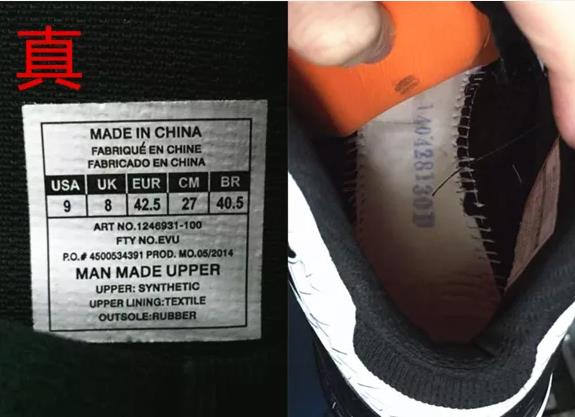 真
MADE IN CHINA
FABRIQUÉ EN CHINE
FABRICADO EN CHINA
USA UK EUR CM BR
9 8 42.5 27 40.5
ART NO.1246931-100
FTY NO.EVU
P.O.# 4500534391 PROD. MO.05/2014
MAN MADE UPPER
UPPER: SYNTHETIC
UPPER LINING:TEXTILE
OUTSOLE:RUBBER
140428130D